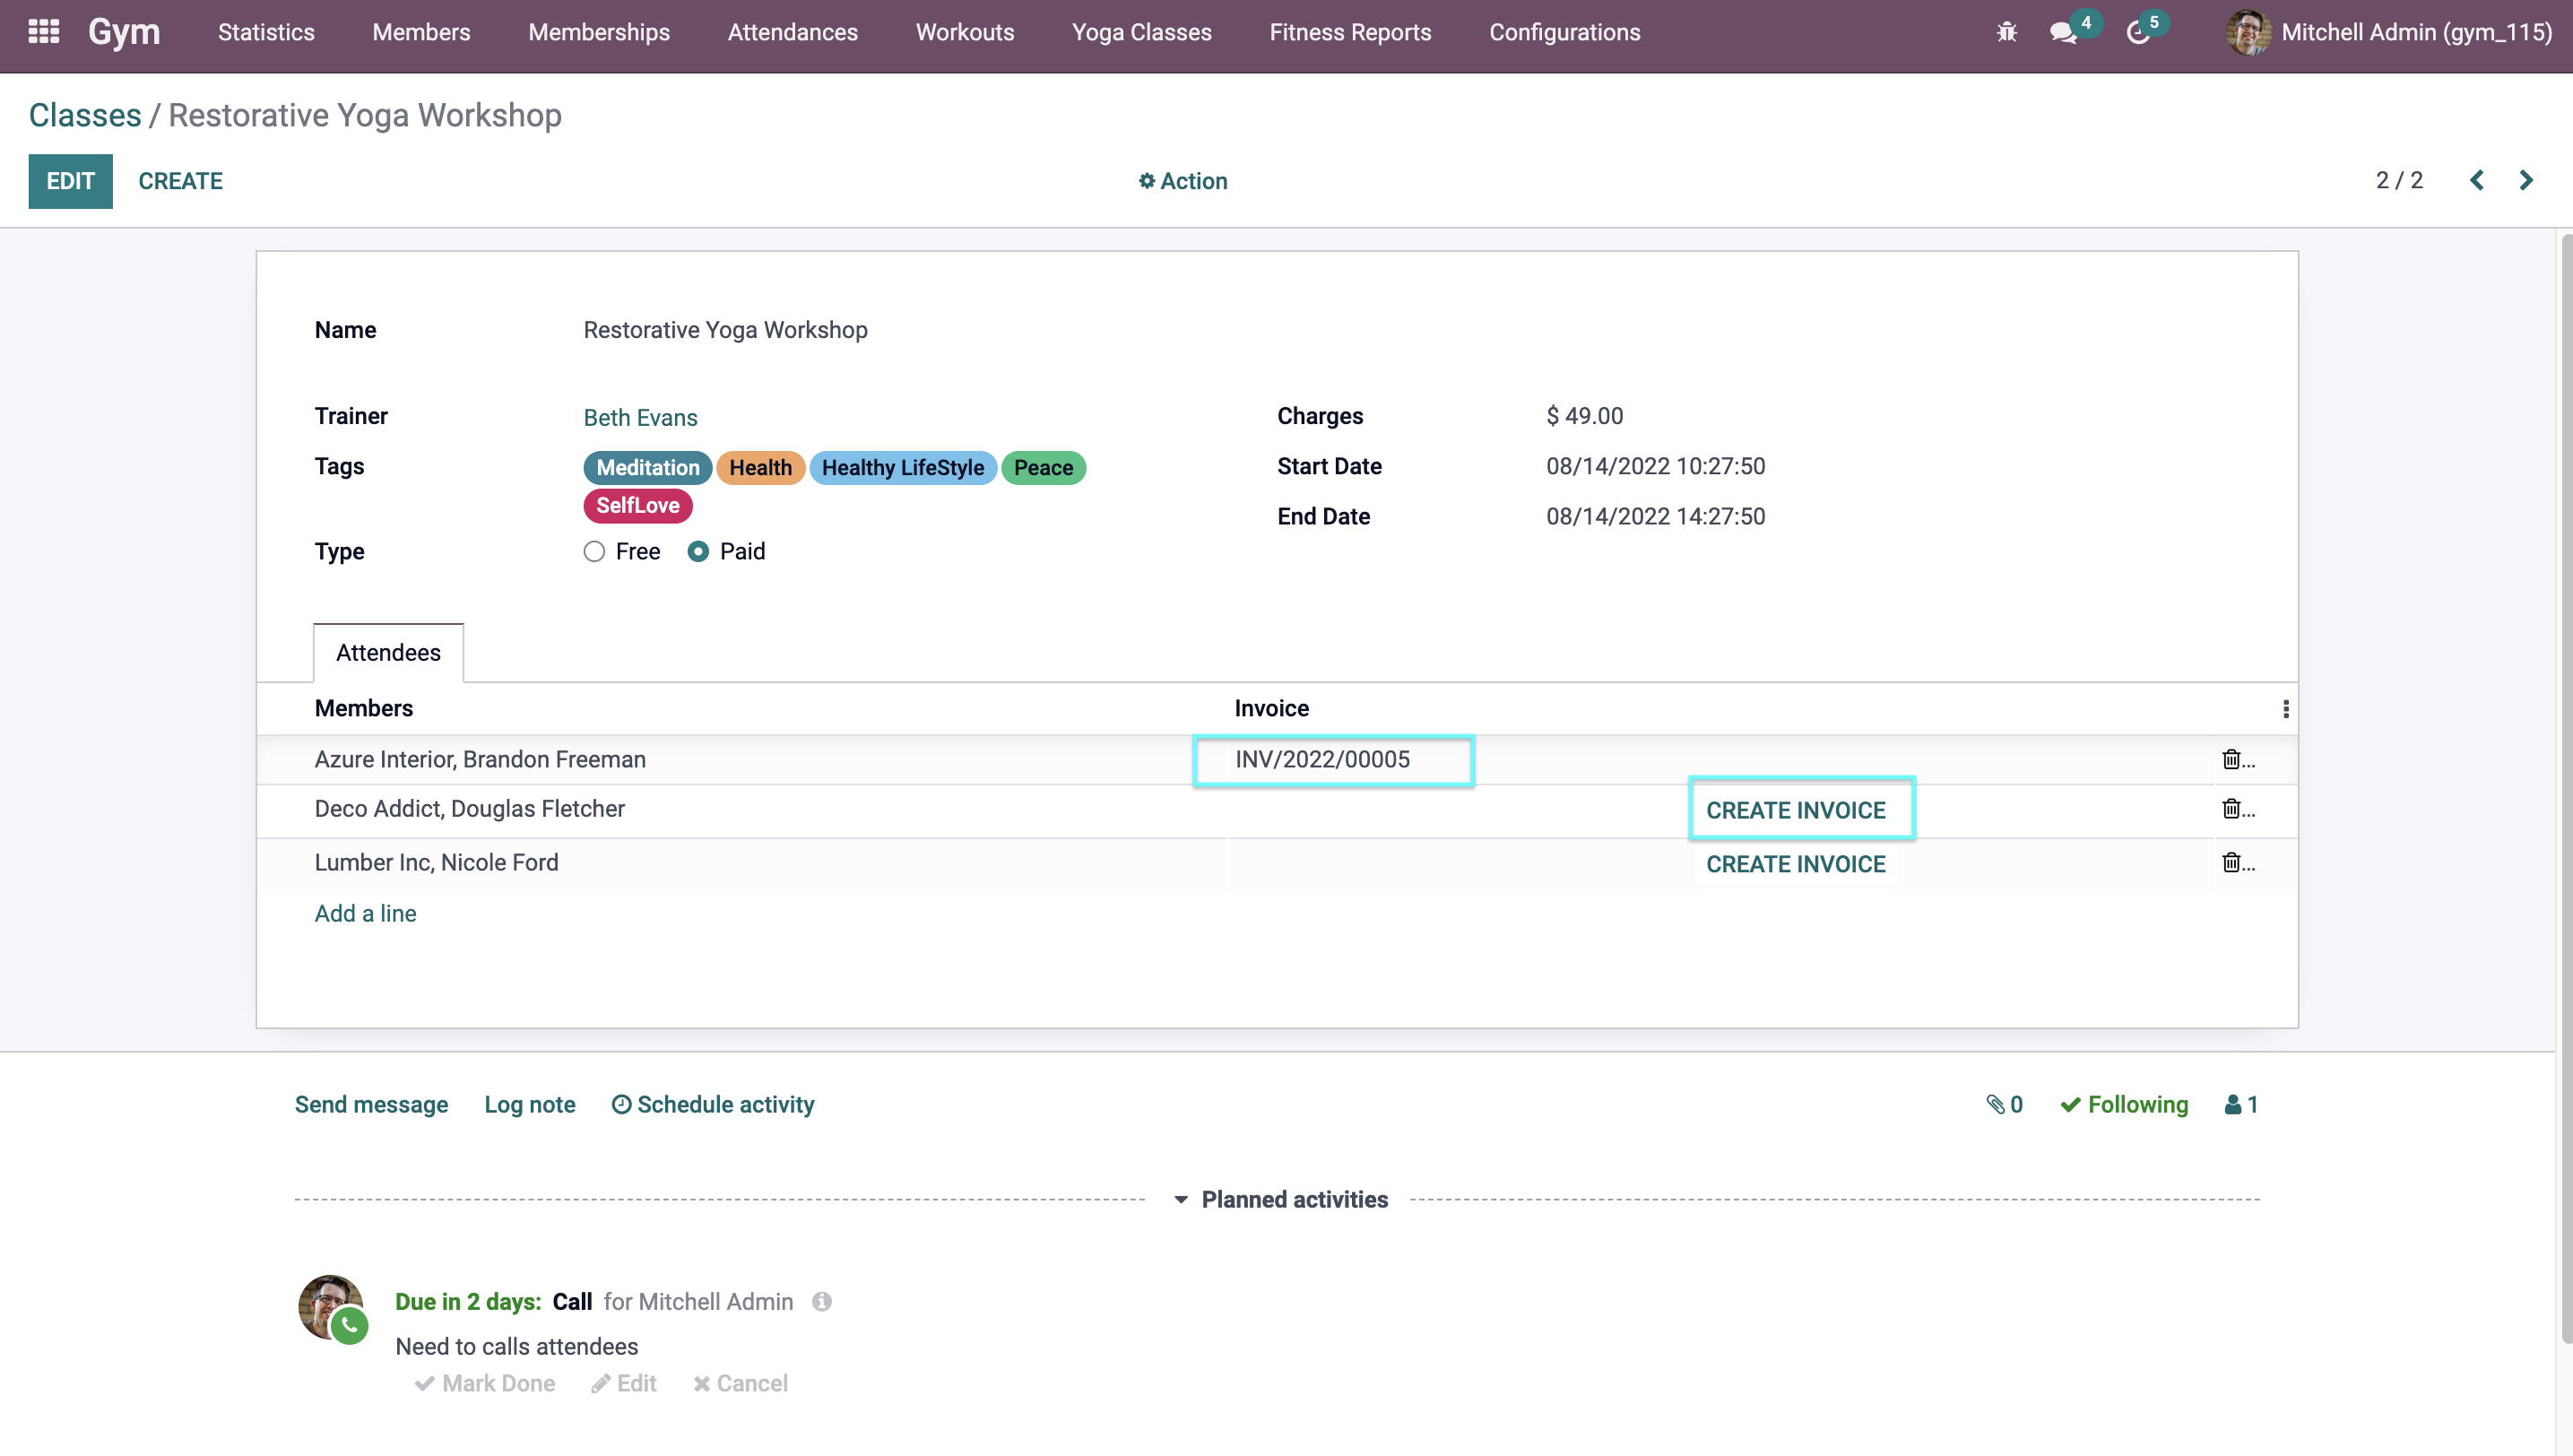 Gym Statistics Members Memberships Attendances Workouts Yoga Classes Fitness Reports Configurations 4 5 Mitchell Admin (gym_115)
Classes / Restorative Yoga Workshop
EDIT CREATE Action 2 / 2
Name Restorative Yoga Workshop
Trainer Beth Evans Charges $ 49.00
Tags Meditation Health Healthy LifeStyle Peace Start Date 08/14/2022 10:27:50
SelfLove
End Date 08/14/2022 14:27:50
Type Free Paid
Attendees
Members Invoice
Azure Interior, Brandon Freeman INV/2022/00005 ...
Deco Addict, Douglas Fletcher CREATE INVOICE ...
Lumber Inc, Nicole Ford CREATE INVOICE ...
Add a line
Send message Log note Schedule activity 0 Following 1
Planned activities
Due in 2 days: Call for Mitchell Admin
Need to calls attendees
Mark Done Edit Cancel